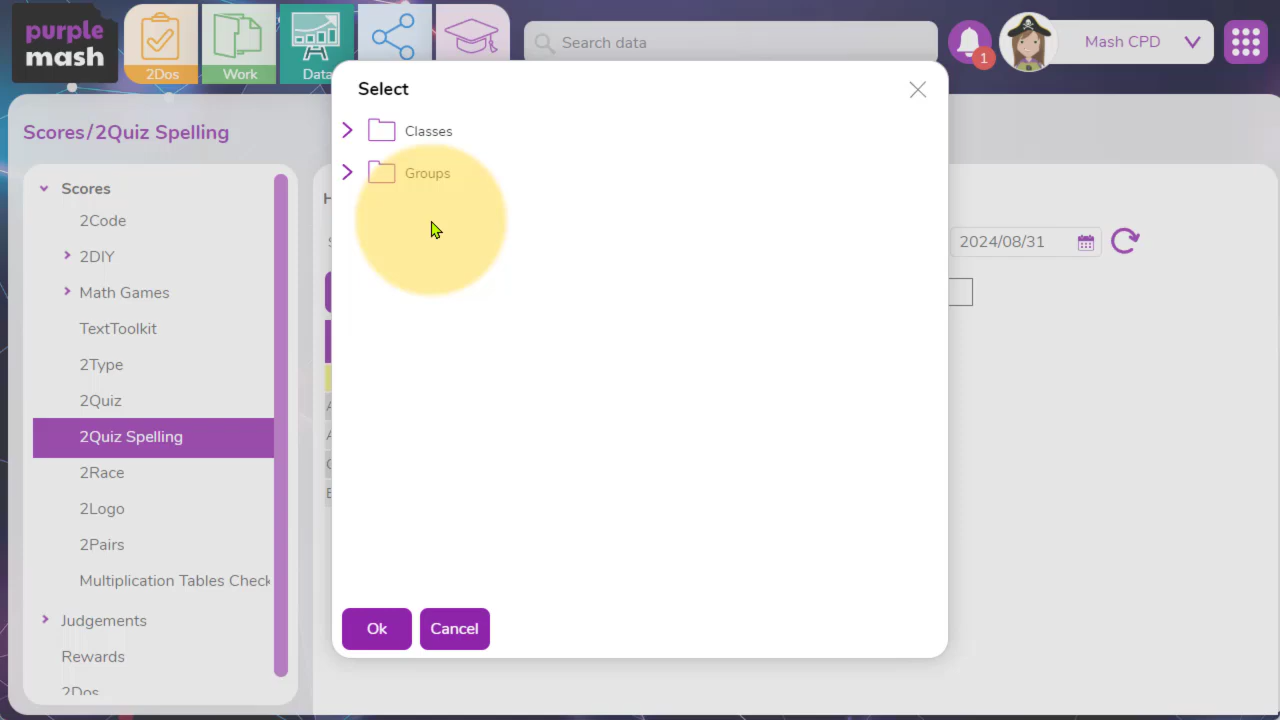 purple
mash
2Dos
Work
Data
Search data
1
Mash CPD
Select
Classes
Groups
Scores/2Quiz Spelling
Scores
2Code
2DIY
Math Games
TextToolkit
2Type
2Quiz
2Quiz Spelling
2Race
2Logo
2Pairs
Multiplication Tables Check
Judgements
Rewards
2Dos
2024/08/31
Ok
Cancel